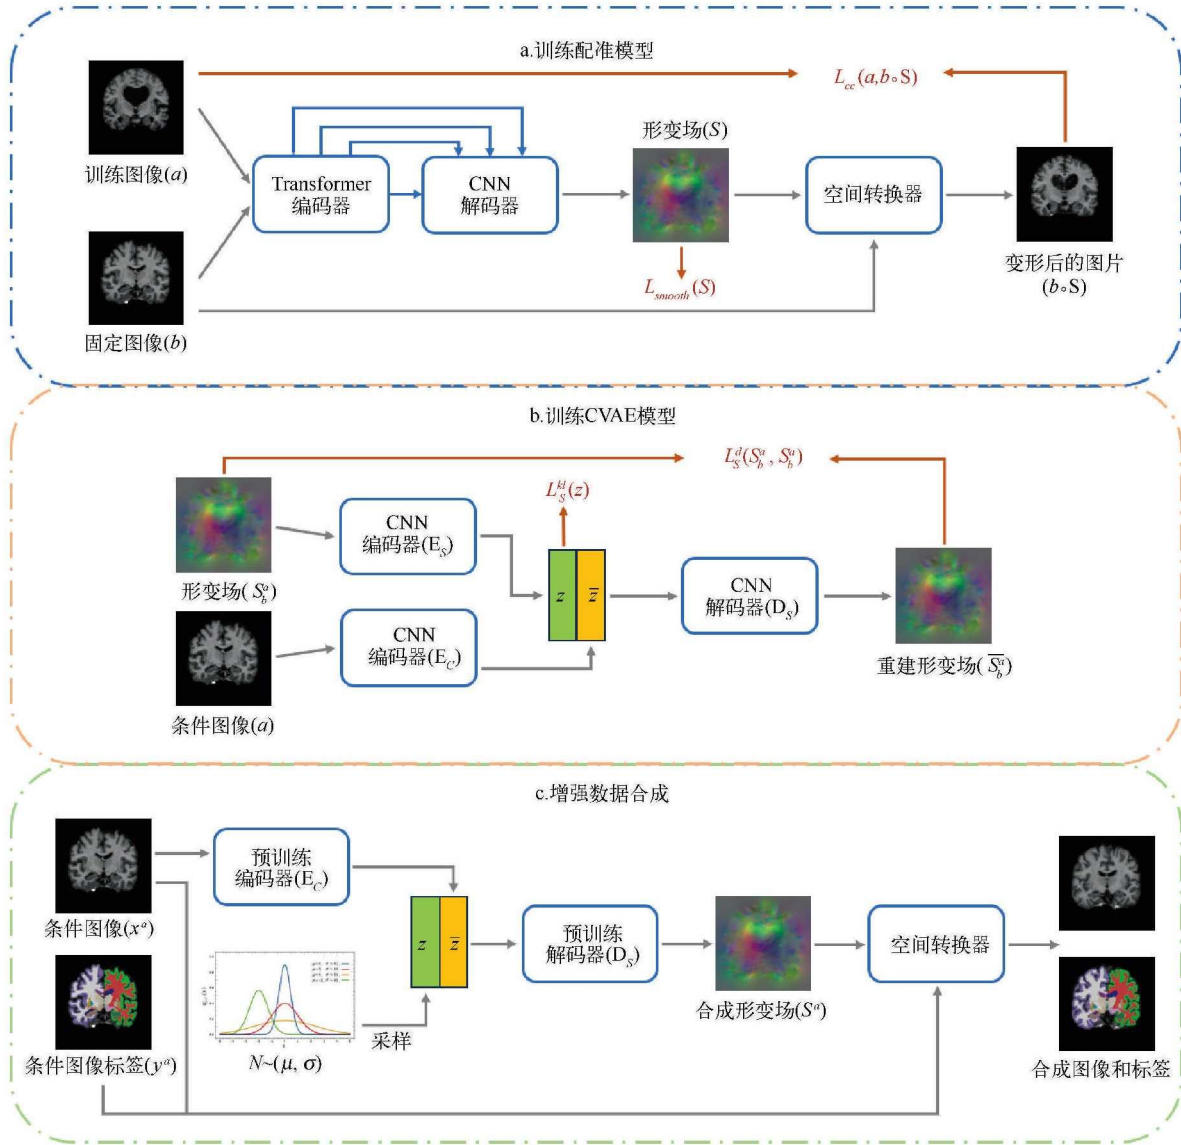 a.训练配准模型
L_cc(a,b∘S)
训练图像(a)
Transformer
编码器
CNN
解码器
形变场(S)
空间转换器
L_smooth(S)
变形后的图片
(b∘S)
固定图像(b)
b.训练CVAE模型
L_S^d(S_b^a, S_b^a)
L_S^kl(z)
CNN
编码器(E_S)
形变场(S_b^a)
z
z̄
CNN
解码器(D_S)
CNN
编码器(E_C)
重建形变场(S̄_b^a)
条件图像(a)
c.增强数据合成
预训练
编码器(E_C)
条件图像(x^a)
z
z̄
预训练
解码器(D_S)
空间转换器
合成形变场(S^a)
采样
N~(μ, σ)
条件图像标签(y^a)
合成图像和标签